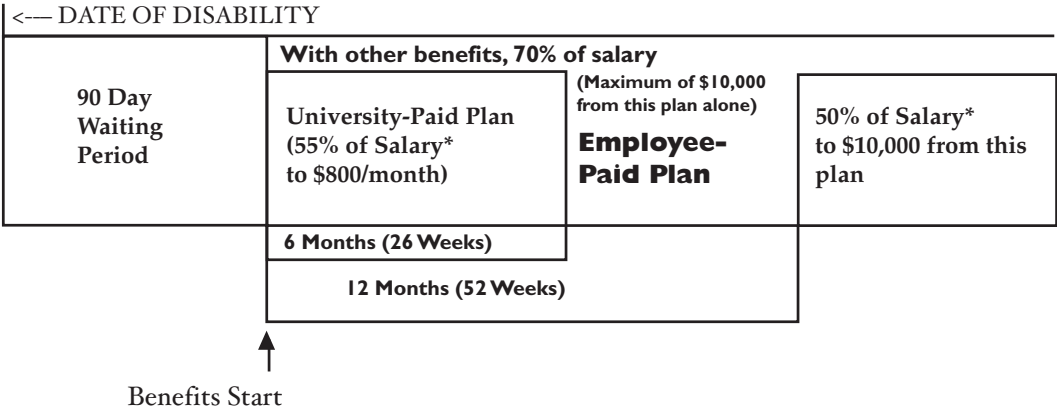 <-— DATE OF DISABILITY
With other benefits, 70% of salary
90 Day
Waiting
Period
University-Paid Plan
(55% of Salary*
to $800/month)
(Maximum of $10,000
from this plan alone)
Employee-
Paid Plan
50% of Salary*
to $10,000 from this
plan
6 Months (26 Weeks)
12 Months (52 Weeks)
Benefits Start